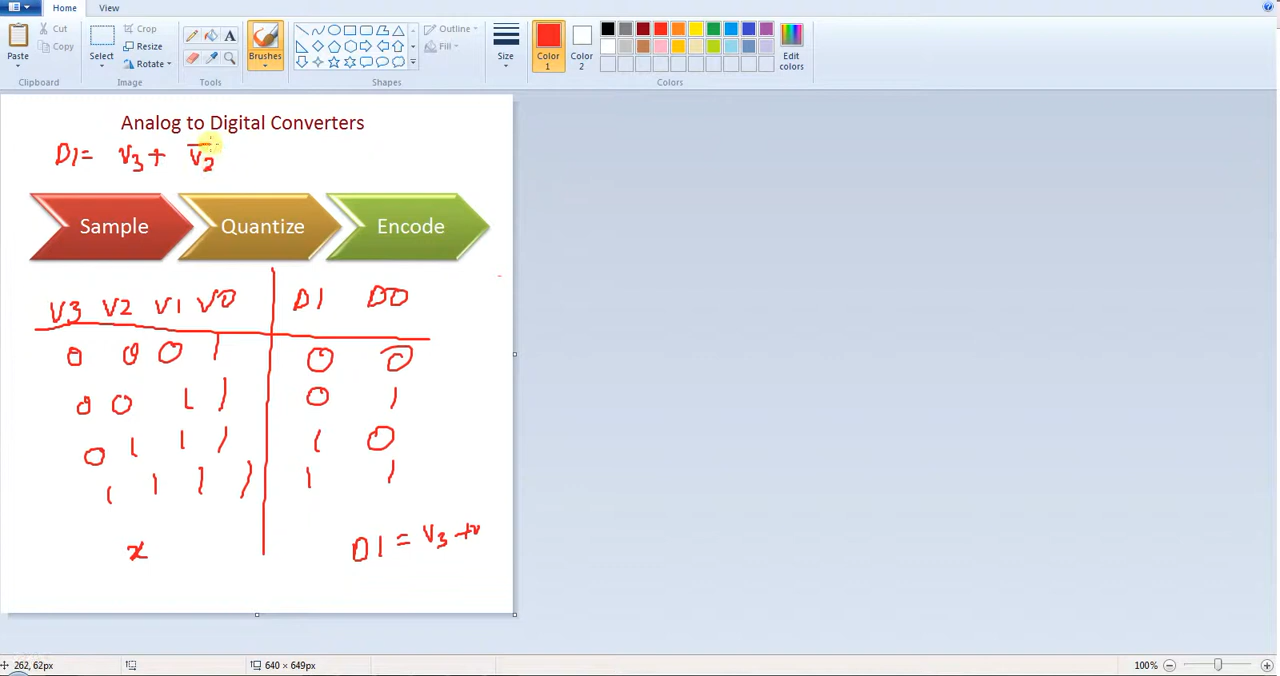 Home View
Cut
Copy
Paste
Clipboard
Crop
Resize
Rotate
Select
Image
A
Tools
Brushes
Outline
Fill
Shapes
Size
Color 1
Color 2
Edit colors
Colors
Analog to Digital Converters
D1= V3 + V̅2
Sample Quantize Encode
V3 V2 V1 V0 D1 D0
0 0 0 1 0 0
0 0 1 1 0 1
0 1 1 1 1 0
1 1 1 1 1 1
x D1 = V3 +v
262, 62px 640 × 649px 100%